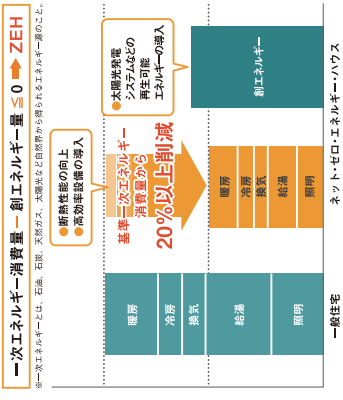 一次エネルギー消費量 − 創エネルギー量 ≦ 0 ➡ ZEH
※一次エネルギーとは、石油、石炭、天然ガス、太陽光など自然界から得られるエネルギー源のこと。
●断熱性能の向上
●高効率設備の導入
●太陽光発電
システムなどの
再生可能
エネルギーの導入
基準一次エネルギー
消費量から
20%以上削減
暖房
冷房
換気
給湯
照明
一般住宅
暖房
冷房
換気
給湯
照明
創エネルギー
ネット・ゼロ・エネルギー・ハウス